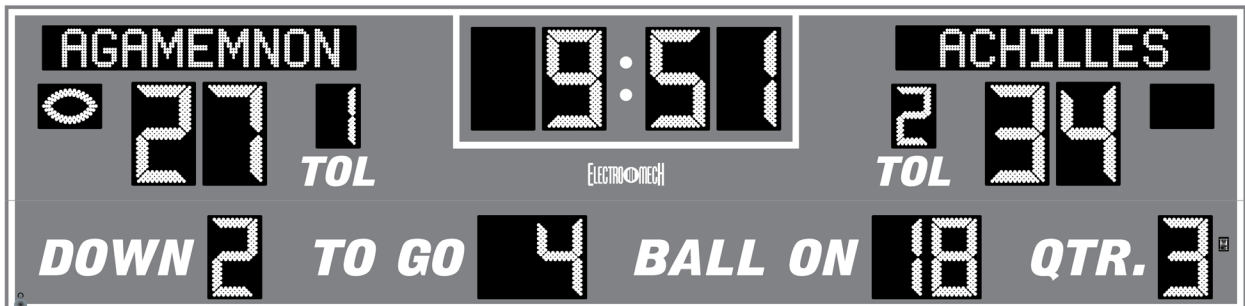 AGAMEMNON 9:51 ACHILLES
27 1 2 34
TOL ELECTRO-MECH TOL
DOWN 2 TO GO 4 BALL ON 18 QTR. 3